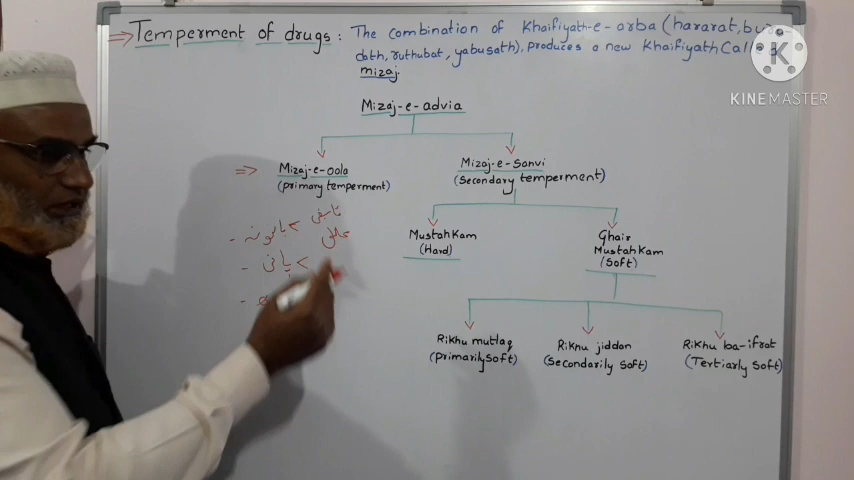 ⇒ Temperment of drugs: The combination of Khaifiyath-e-arba (hararat,
dath, ruthubat, yabusath), produces a new Khaifiyath
mizaj.
KINEMASTER
Mizaj-e-advia
⇒ Mizaj-e-oola Mizaj-e-sanvi
(primary temperment) (secondary temperment)
Mustahkam Ghair
(Hard) Mustahkam
(Soft)
Rikhu mutlaq Rikhu jiddan Rikhu ba-ifrat
(primarily soft) (secondarily soft) (Tertiarly soft)